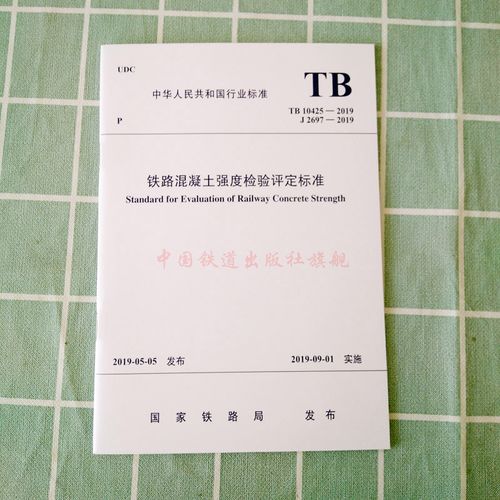 UDC
中华人民共和国行业标准
TB
TB 10425—2019
P
J 2697—2019
铁路混凝土强度检验评定标准
Standard for Evaluation of Railway Concrete Strength
中国铁道出版社旗舰
2019-05-05 发布
2019-09-01 实施
国家铁路局 发布